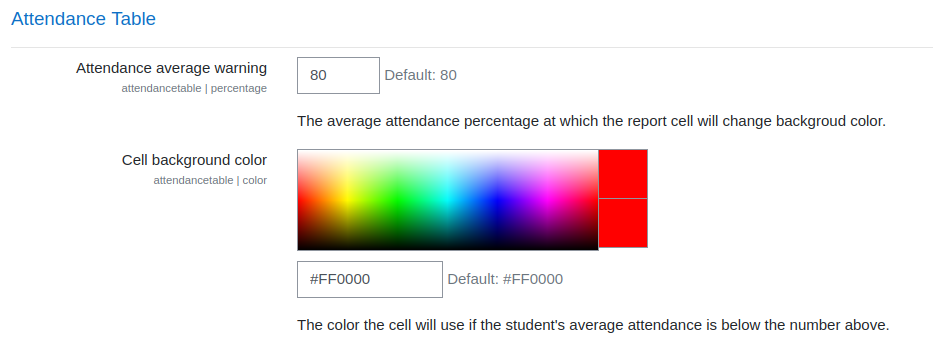 Attendance Table
Attendance average warning
80 Default: 80
attendancetable | percentage
The average attendance percentage at which the report cell will change backgroud color.
Cell background color
attendancetable | color
#FF0000 Default: #FF0000
The color the cell will use if the student's average attendance is below the number above.